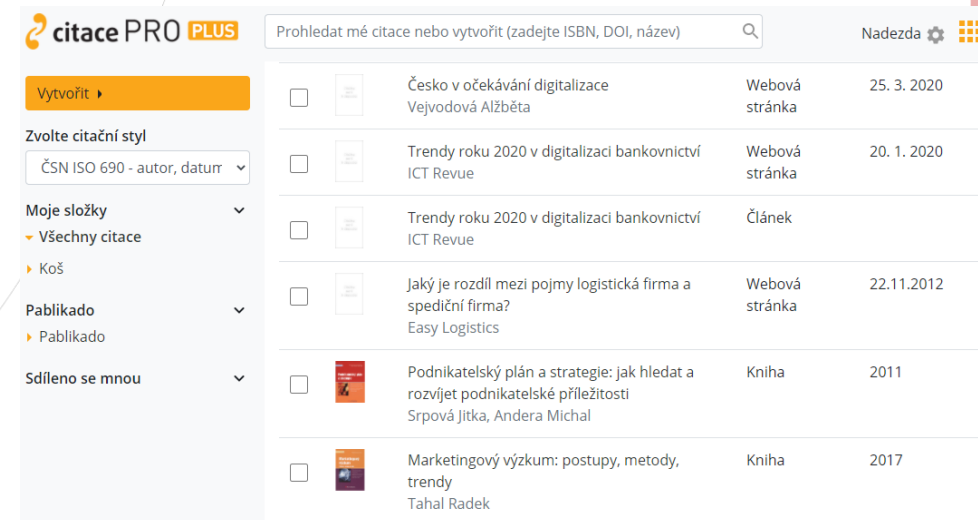 citace PRO PLUS
Prohledat mé citace nebo vytvořit (zadejte ISBN, DOI, název)
Nadezda
Vytvořit
Zvolte citační styl
ČSN ISO 690 - autor, datum
Moje složky
Všechny citace
Koš
Pablikado
Pablikado
Sdíleno se mnou
Česko v očekávání digitalizace
Vejvodová Alžběta
Webová
stránka
25. 3. 2020
Trendy roku 2020 v digitalizaci bankovnictví
ICT Revue
Webová
stránka
20. 1. 2020
Trendy roku 2020 v digitalizaci bankovnictví
ICT Revue
Článek
Jaký je rozdíl mezi pojmy logistická firma a
spediční firma?
Easy Logistics
Webová
stránka
22.11.2012
Podnikatelský plán a strategie: jak hledat a
rozvíjet podnikatelské příležitosti
Srpová Jitka, Andera Michal
Kniha
2011
Marketingový výzkum: postupy, metody,
trendy
Tahal Radek
Kniha
2017